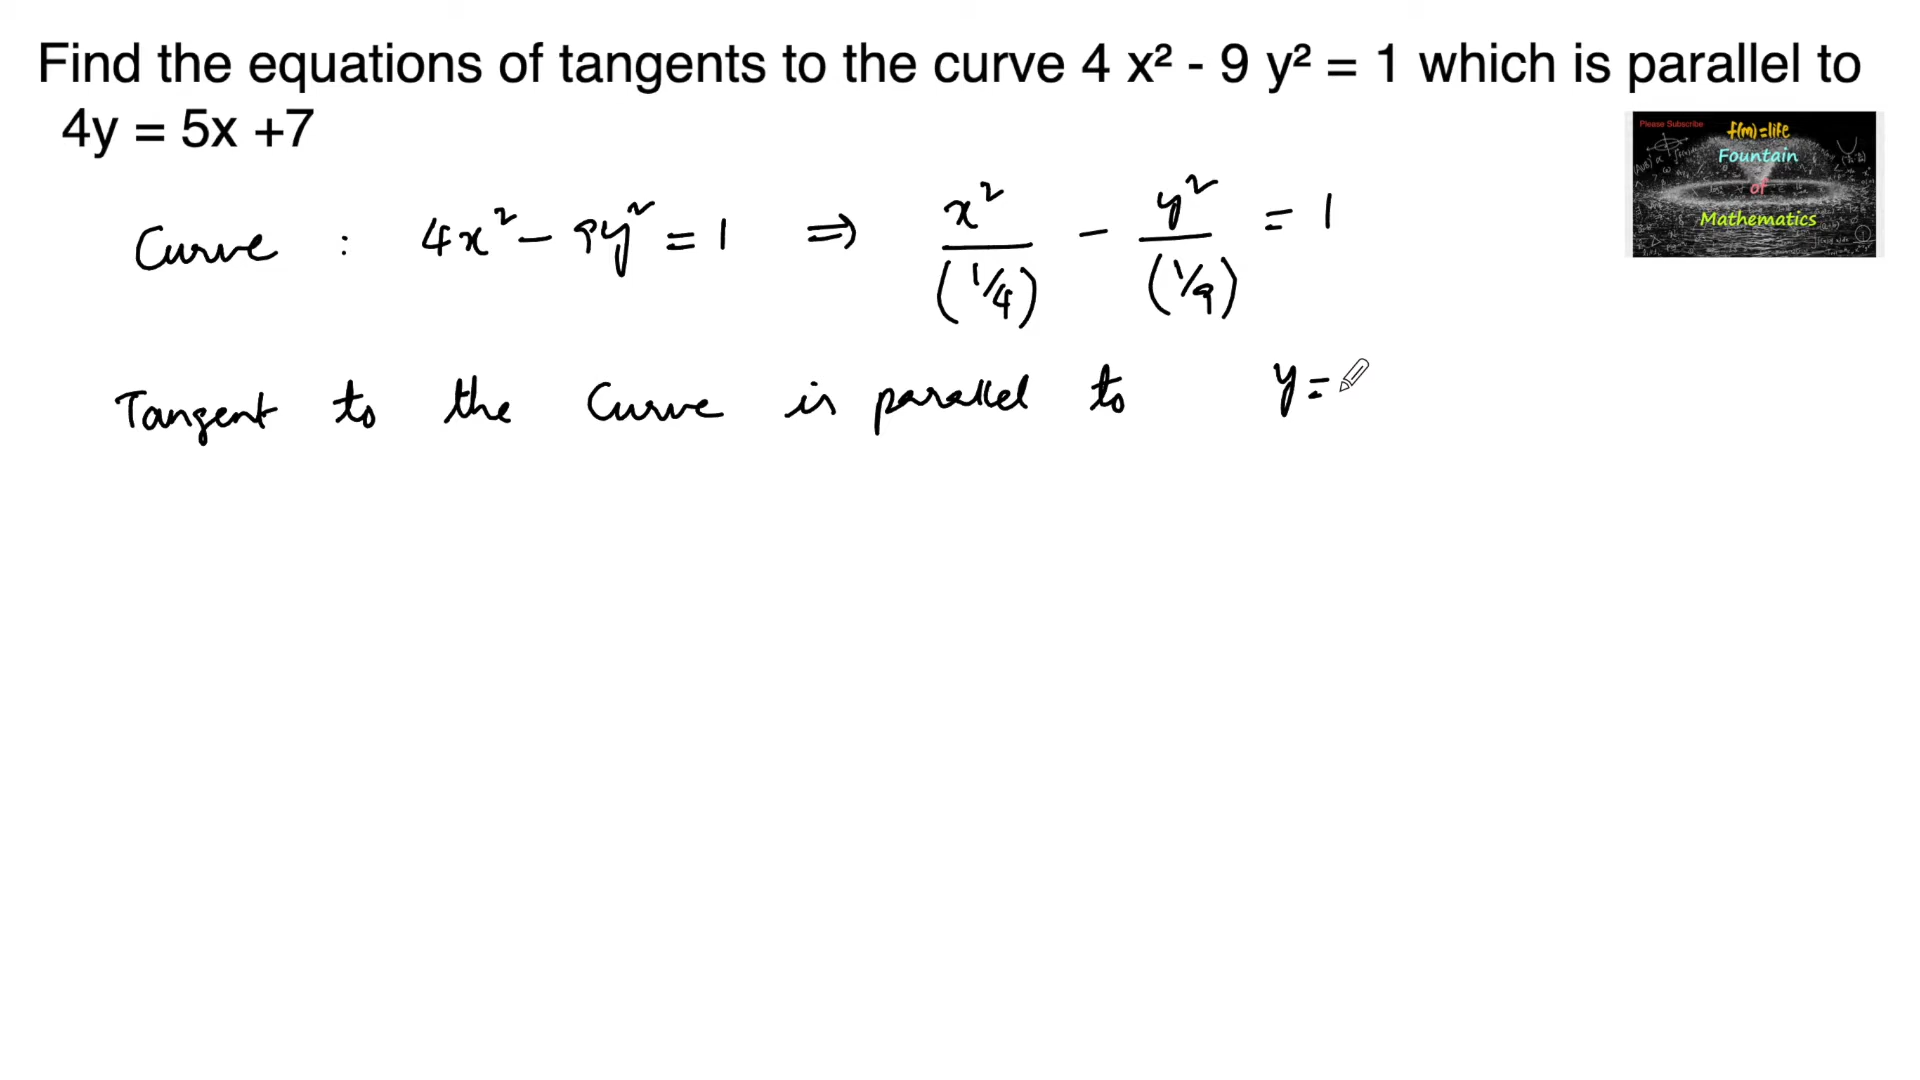 Find the equations of tangents to the curve 4 x² - 9 y² = 1 which is parallel to
4y = 5x +7
Please Subscribe
f(m)=life
Fountain
of
Mathematics
Curve : 4x² - 9y² = 1 ⇒ x²/(1/4) - y²/(1/9) = 1
Tangent to the Curve is parallel to y=